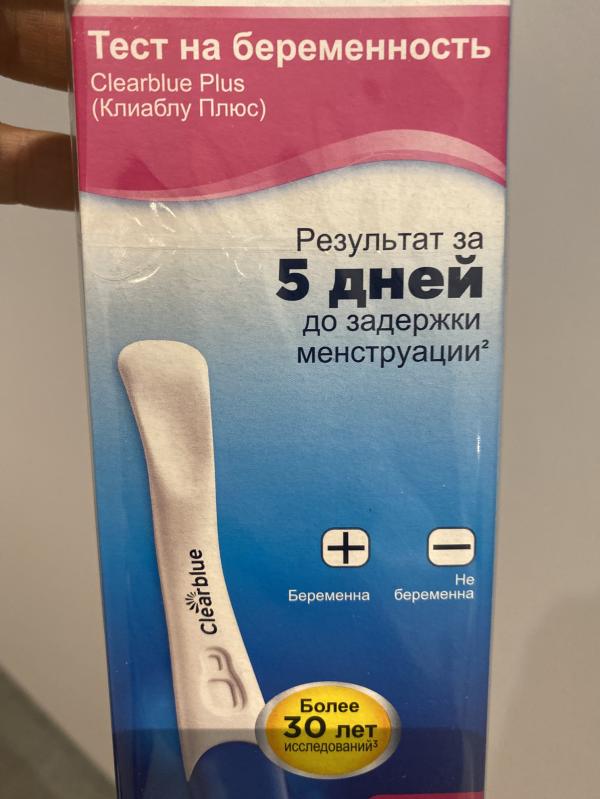 Тест на беременность
Clearblue Plus
(Клиаблу Плюс)
Результат за
5 дней
до задержки
менструации²
Clearblue
Беременна
Не
беременна
Более
30 лет
исследований³